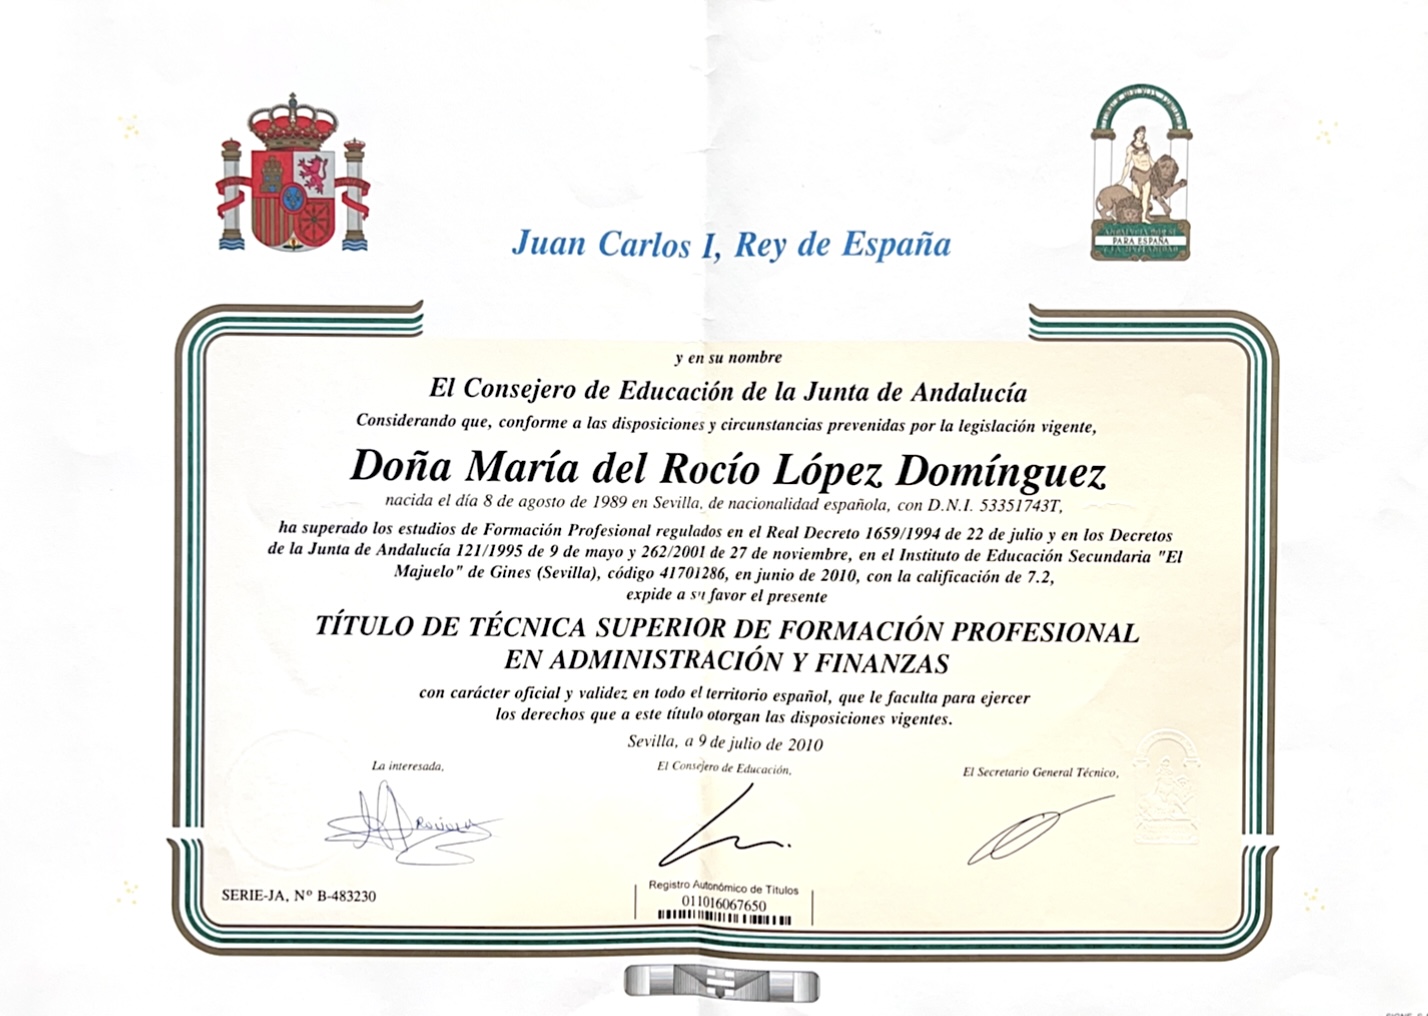 Juan Carlos I, Rey de España
PARA ESPAÑA
y en su nombre
El Consejero de Educación de la Junta de Andalucía
Considerando que, conforme a las disposiciones y circunstancias prevenidas por la legislación vigente,
Doña María del Rocío López Domínguez
nacida el día 8 de agosto de 1989 en Sevilla, de nacionalidad española, con D.N.I. 53351743T,
ha superado los estudios de Formación Profesional regulados en el Real Decreto 1659/1994 de 22 de julio y en los Decretos
de la Junta de Andalucía 121/1995 de 9 de mayo y 262/2001 de 27 de noviembre, en el Instituto de Educación Secundaria "El
Majuelo" de Gines (Sevilla), código 41701286, en junio de 2010, con la calificación de 7.2,
expide a su favor el presente
TÍTULO DE TÉCNICA SUPERIOR DE FORMACIÓN PROFESIONAL
EN ADMINISTRACIÓN Y FINANZAS
con carácter oficial y validez en todo el territorio español, que le faculta para ejercer
los derechos que a este título otorgan las disposiciones vigentes.
Sevilla, a 9 de julio de 2010
La interesada,
El Consejero de Educación,
El Secretario General Técnico,
SERIE-JA, Nº B-483230
Registro Autonómico de Títulos
011016067650